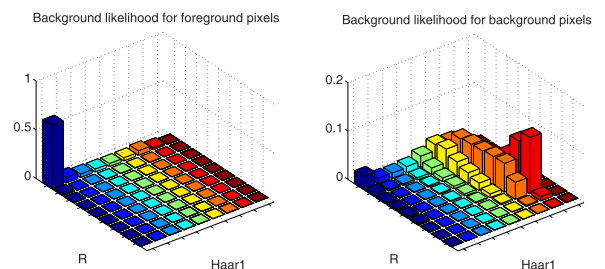 Background likelihood for foreground pixels
1
0.5
0
R
Haar1
Background likelihood for background pixels
0.2
0.1
0
R
Haar1